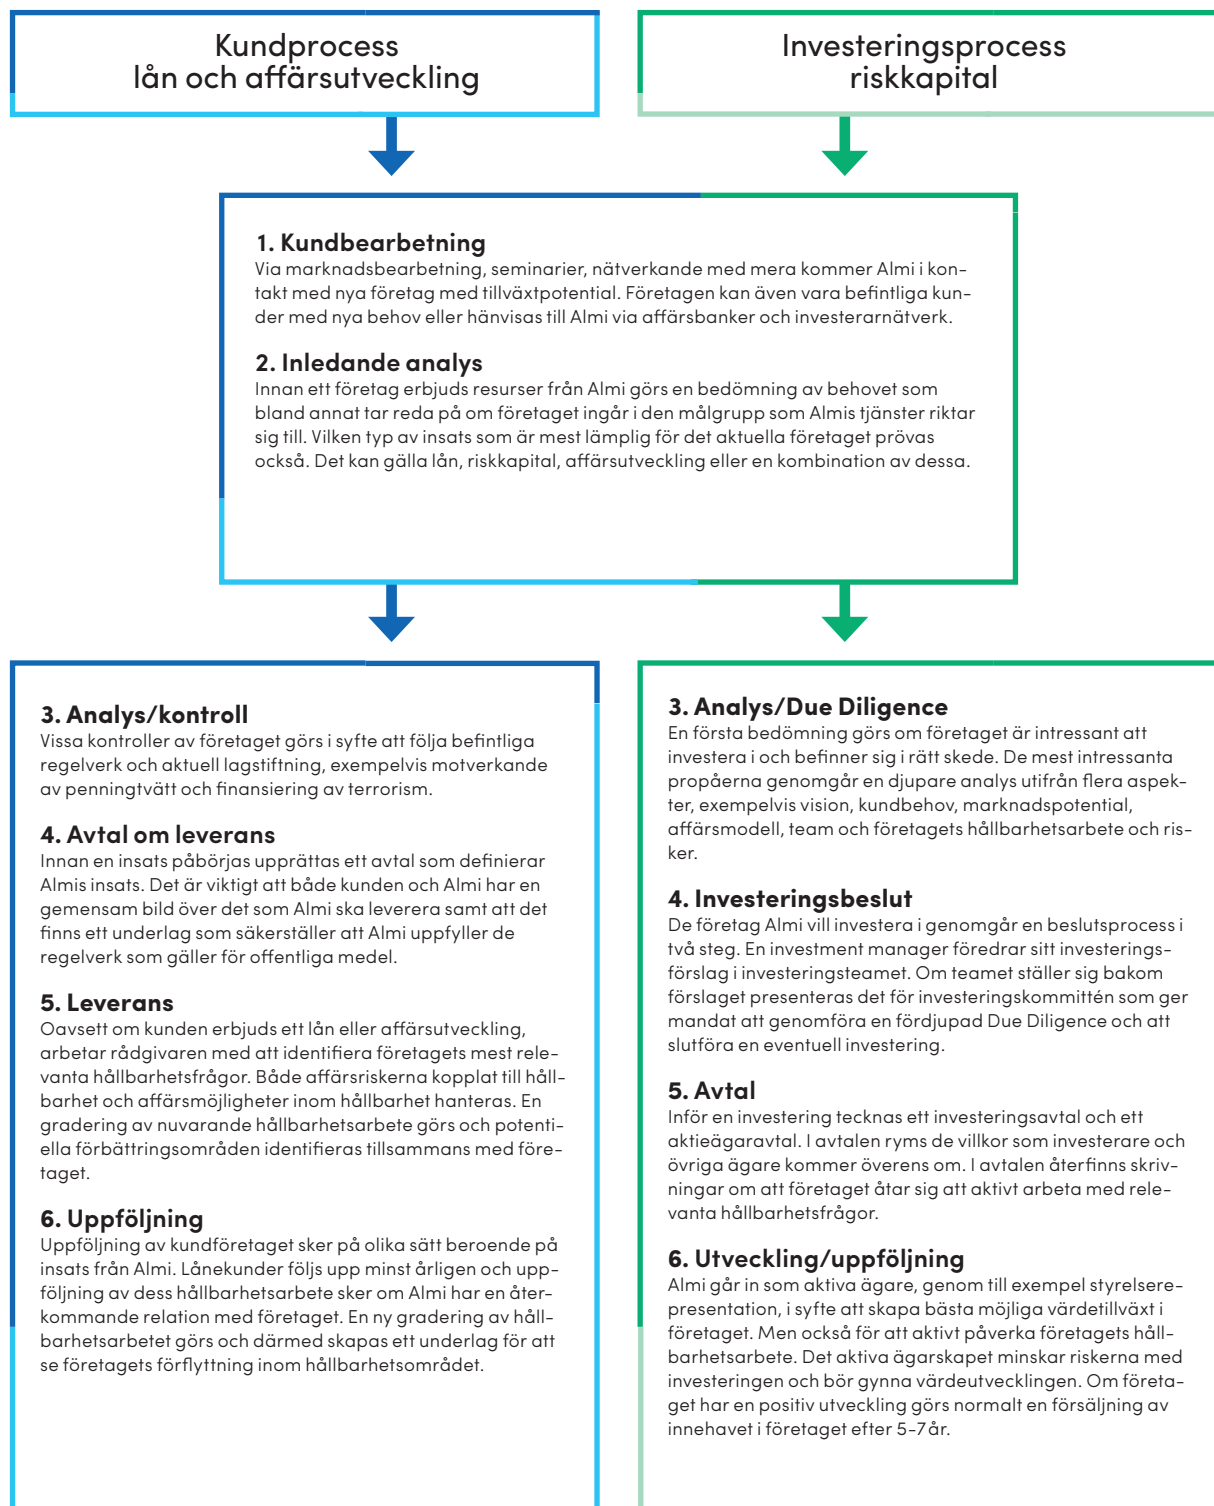 Kundprocess
lån och affärsutveckling
Investeringsprocess
riskkapital
1. Kundbearbetning
Via marknadsbearbetning, seminarier, nätverkande med mera kommer Almi i kon-
takt med nya företag med tillväxtpotential. Företagen kan även vara befintliga kun-
der med nya behov eller hänvisas till Almi via affärsbanker och investerarnätverk.
2. Inledande analys
Innan ett företag erbjuds resurser från Almi görs en bedömning av behovet som
bland annat tar reda på om företaget ingår i den målgrupp som Almis tjänster riktar
sig till. Vilken typ av insats som är mest lämplig för det aktuella företaget prövas
också. Det kan gälla lån, riskkapital, affärsutveckling eller en kombination av dessa.
3. Analys/kontroll
Vissa kontroller av företaget görs i syfte att följa befintliga
regelverk och aktuell lagstiftning, exempelvis motverkande
av penningtvätt och finansiering av terrorism.
4. Avtal om leverans
Innan en insats påbörjas upprättas ett avtal som definierar
Almis insats. Det är viktigt att både kunden och Almi har en
gemensam bild över det som Almi ska leverera samt att det
finns ett underlag som säkerställer att Almi uppfyller de
regelverk som gäller för offentliga medel.
5. Leverans
Oavsett om kunden erbjuds ett lån eller affärsutveckling,
arbetar rådgivaren med att identifiera företagets mest rele-
vanta hållbarhetsfrågor. Både affärsriskerna kopplat till håll-
barhet och affärsmöjligheter inom hållbarhet hanteras. En
gradering av nuvarande hållbarhetsarbete görs och potenti-
ella förbättringsområden identifieras tillsammans med före-
taget.
6. Uppföljning
Uppföljning av kundföretaget sker på olika sätt beroende på
insats från Almi. Lånekunder följs upp minst årligen och upp-
följning av dess hållbarhetsarbete sker om Almi har en åter-
kommande relation med företaget. En ny gradering av håll-
barhetsarbetet görs och därmed skapas ett underlag för att
se företagets förflyttning inom hållbarhetsområdet.
3. Analys/Due Diligence
En första bedömning görs om företaget är intressant att
investera i och befinner sig i rätt skede. De mest intressanta
propåerna genomgår en djupare analys utifrån flera aspek-
ter, exempelvis vision, kundbehov, marknadspotential,
affärsmodell, team och företagets hållbarhetsarbete och ris-
ker.
4. Investeringsbeslut
De företag Almi vill investera i genomgår en beslutsprocess i
två steg. En investment manager föredrar sitt investerings-
förslag i investeringsteamet. Om teamet ställer sig bakom
förslaget presenteras det för investeringskommittén som ger
mandat att genomföra en fördjupad Due Diligence och att
slutföra en eventuell investering.
5. Avtal
Inför en investering tecknas ett investeringsavtal och ett
aktieägaravtal. I avtalen ryms de villkor som investerare och
övriga ägare kommer överens om. I avtalen återfinns skriv-
ningar om att företaget åtar sig att aktivt arbeta med rele-
vanta hållbarhetsfrågor.
6. Utveckling/uppföljning
Almi går in som aktiva ägare, genom till exempel styrelsere-
presentation, i syfte att skapa bästa möjliga värdetillväxt i
företaget. Men också för att aktivt påverka företagets håll-
barhetsarbete. Det aktiva ägarskapet minskar riskerna med
investeringen och bör gynna värdeutvecklingen. Om företa-
get har en positiv utveckling görs normalt en försäljning av
innehavet i företaget efter 5-7 år.